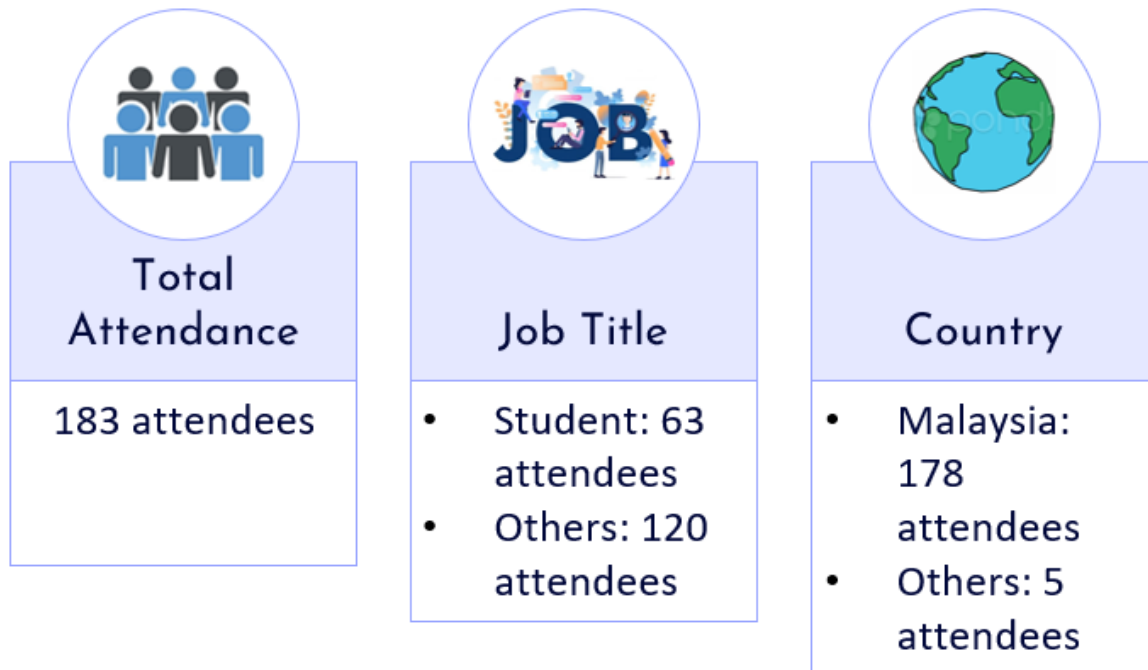 JOB
Total
Attendance
183 attendees
Job Title
• Student: 63
attendees
• Others: 120
attendees
Country
• Malaysia:
178
attendees
• Others: 5
attendees